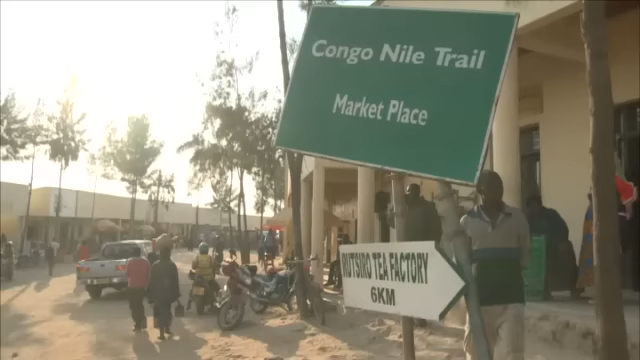 Congo Nile Trail
Market Place
RUTSIRO TEA FACTORY
6KM